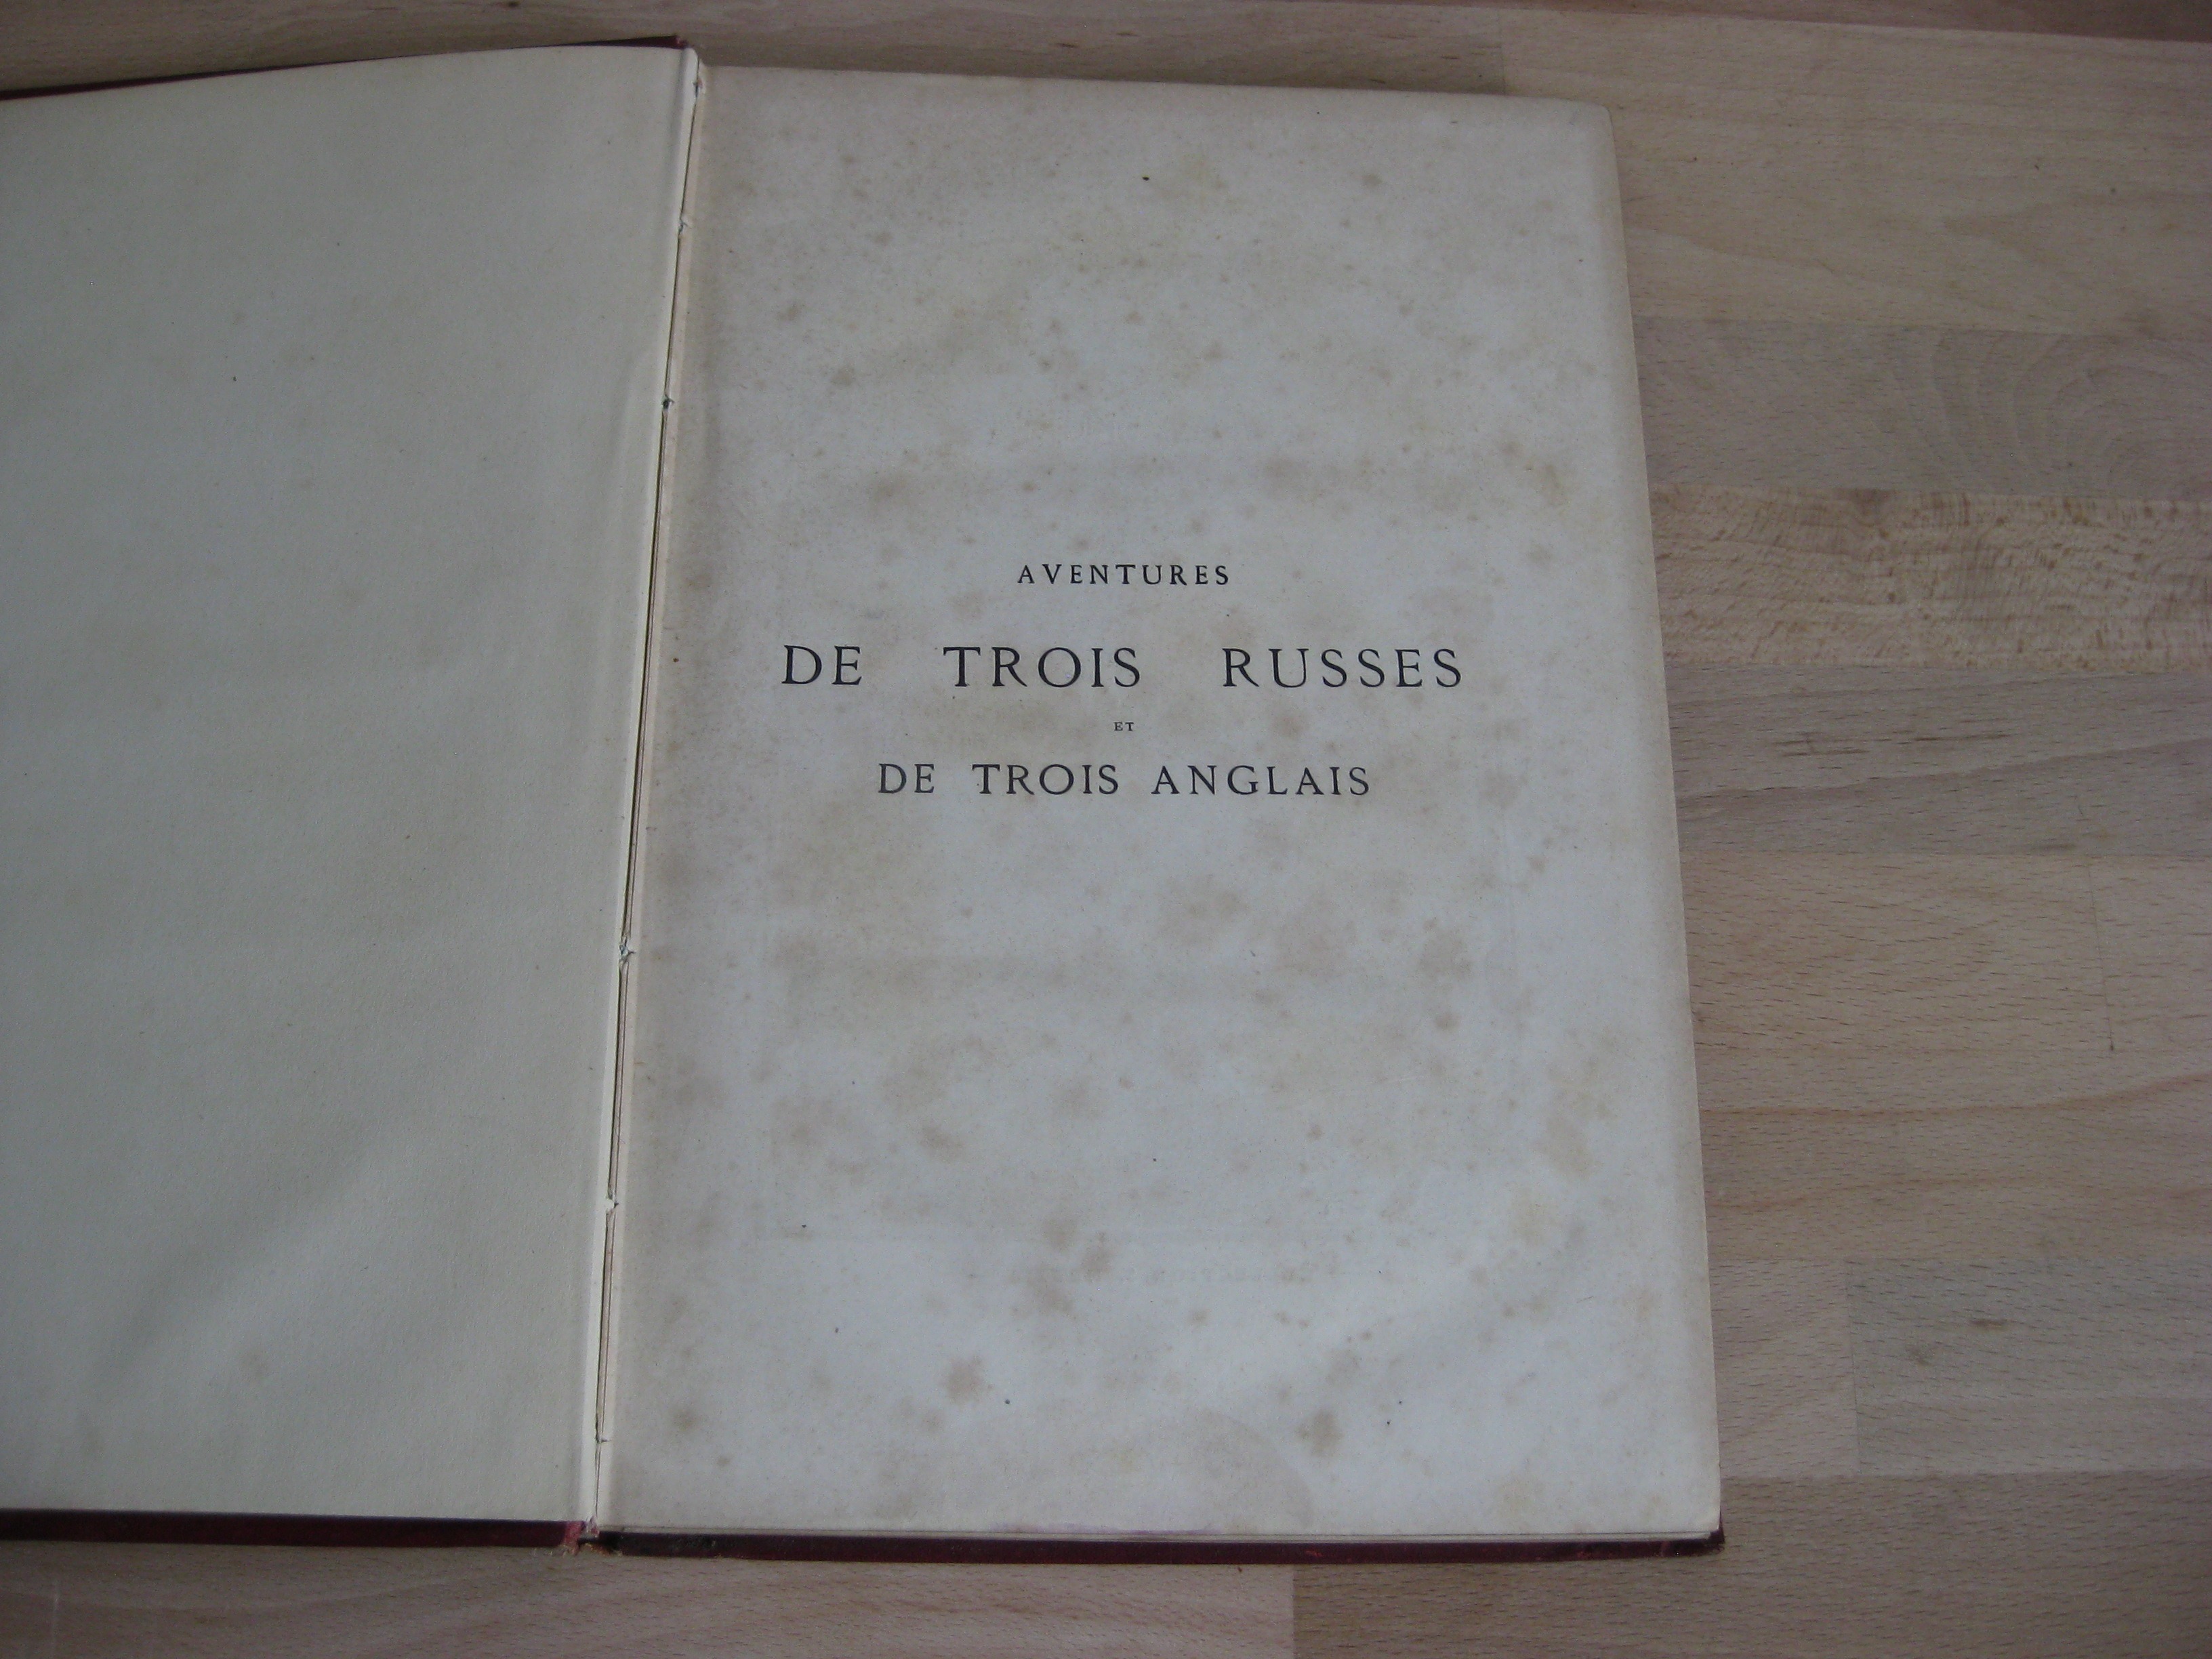 AVENTURES
DE TROIS RUSSES
ET
DE TROIS ANGLAIS